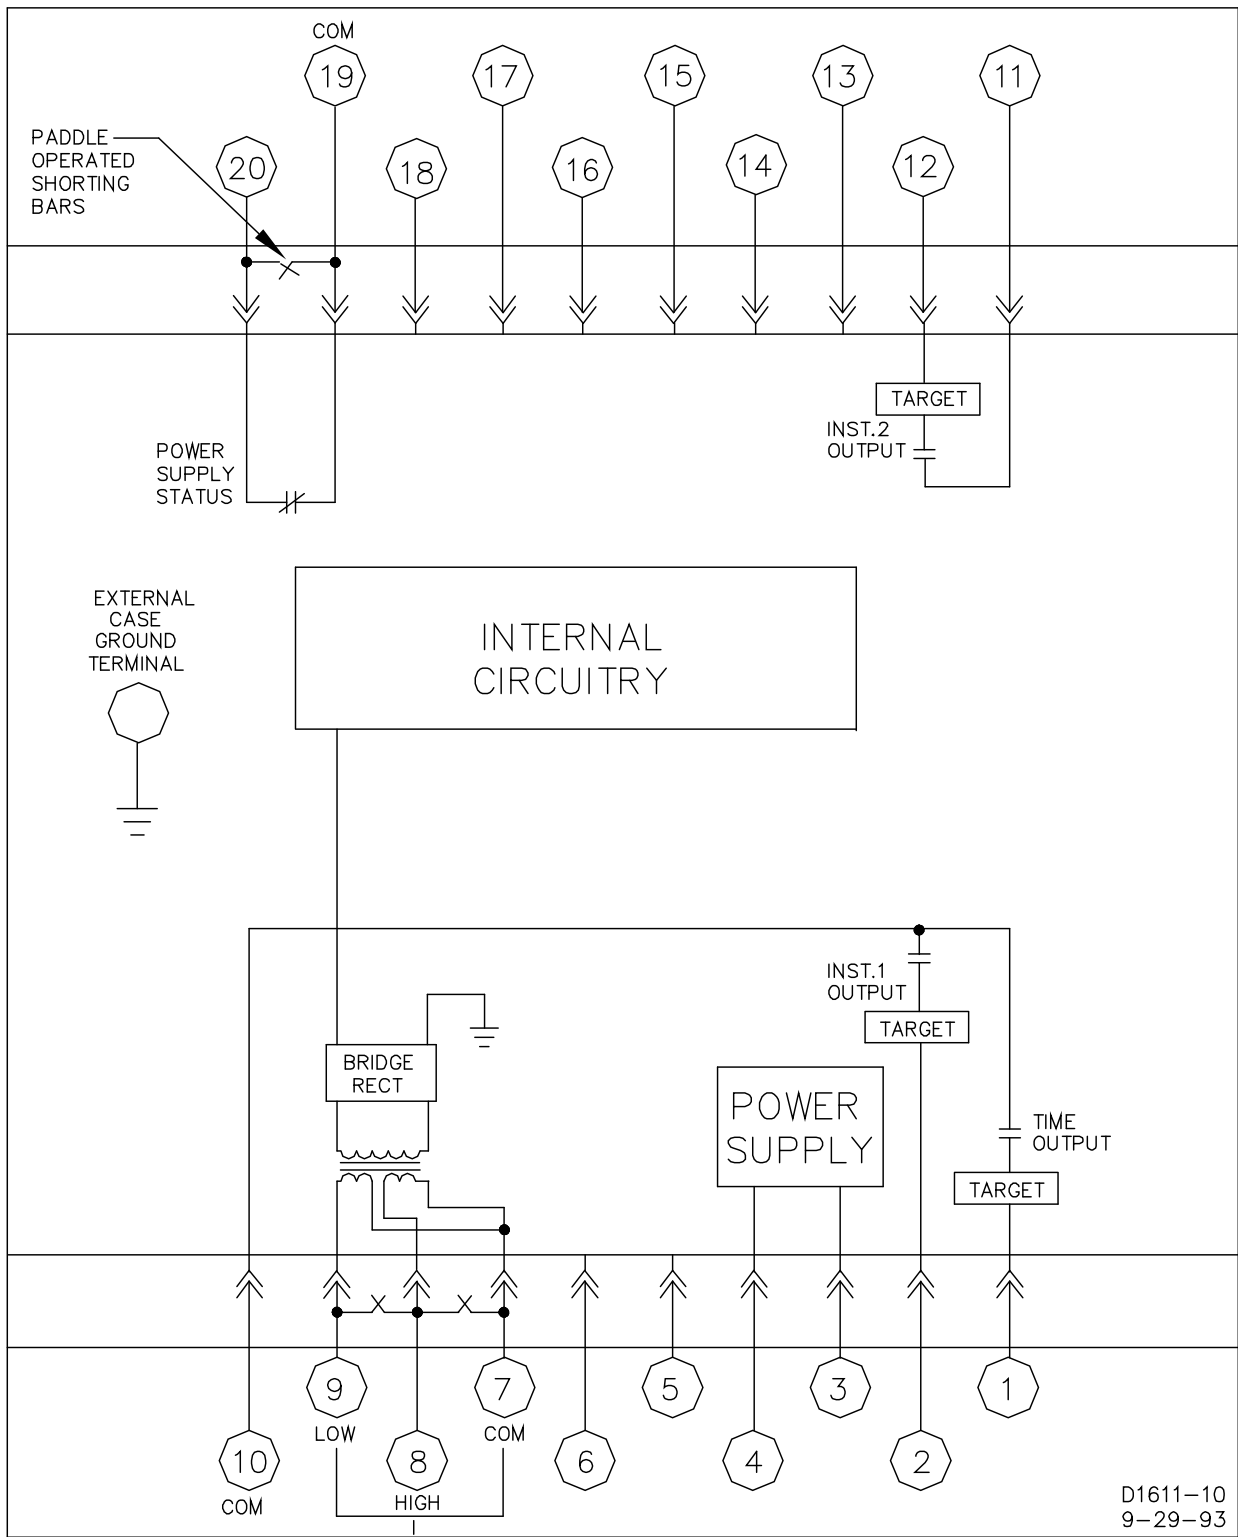 COM
19
17
15
13
11
PADDLE
OPERATED
SHORTING
BARS
20
18
16
14
12
TARGET
INST.2
OUTPUT
POWER
SUPPLY
STATUS
EXTERNAL
CASE
GROUND
TERMINAL
INTERNAL
CIRCUITRY
INST.1
OUTPUT
TARGET
BRIDGE
RECT
POWER
SUPPLY
TIME
OUTPUT
TARGET
9
7
5
3
1
LOW
COM
10
8
6
4
2
COM
HIGH
I
D1611-10
9-29-93